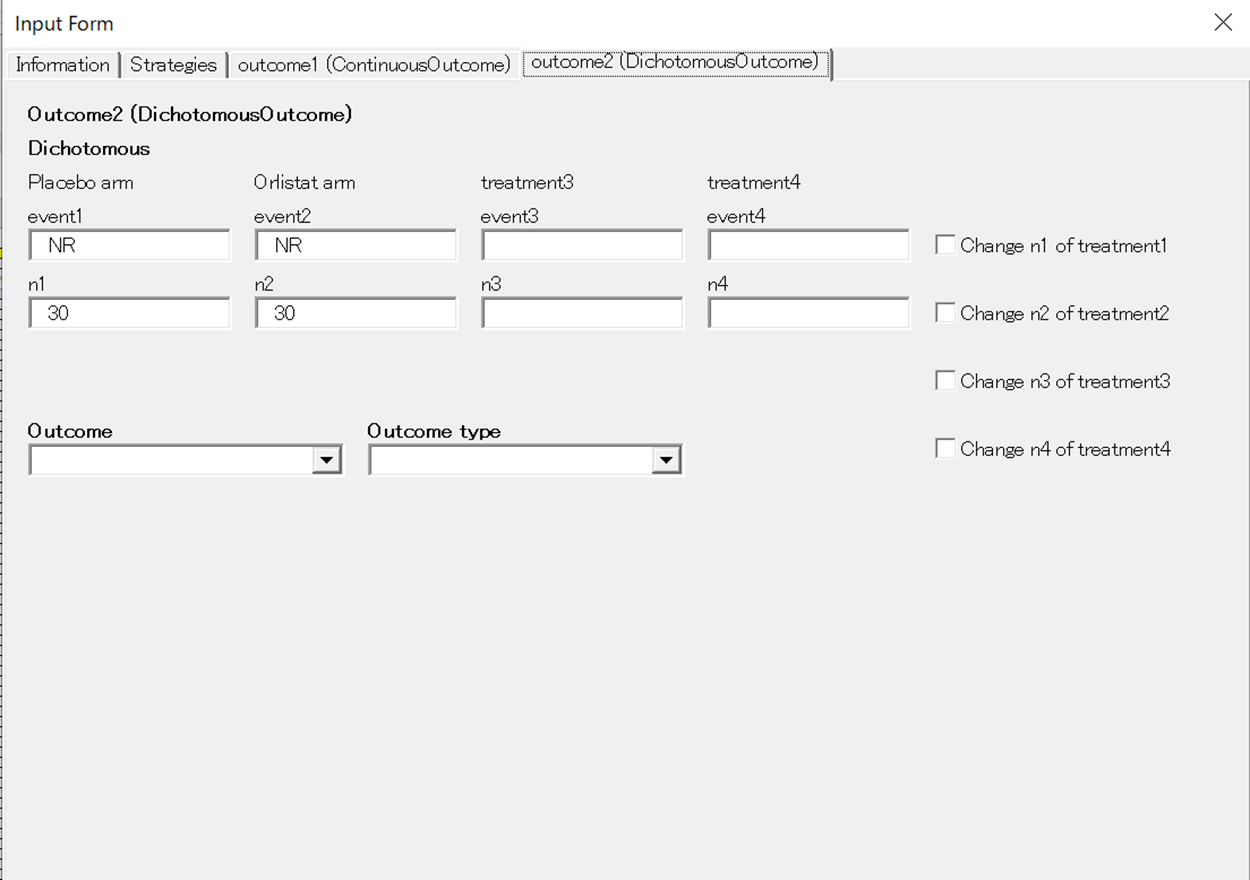 Input Form
Information Strategies outcome1 (ContinuousOutcome) outcome2 (DichotomousOutcome)
Outcome2 (DichotomousOutcome)
Dichotomous
Placebo arm Orlistat arm treatment3 treatment4
event1 event2 event3 event4
NR NR Change n1 of treatment1
n1 n2 n3 n4
30 30 Change n2 of treatment2
Change n3 of treatment3
Outcome Outcome type
Change n4 of treatment4